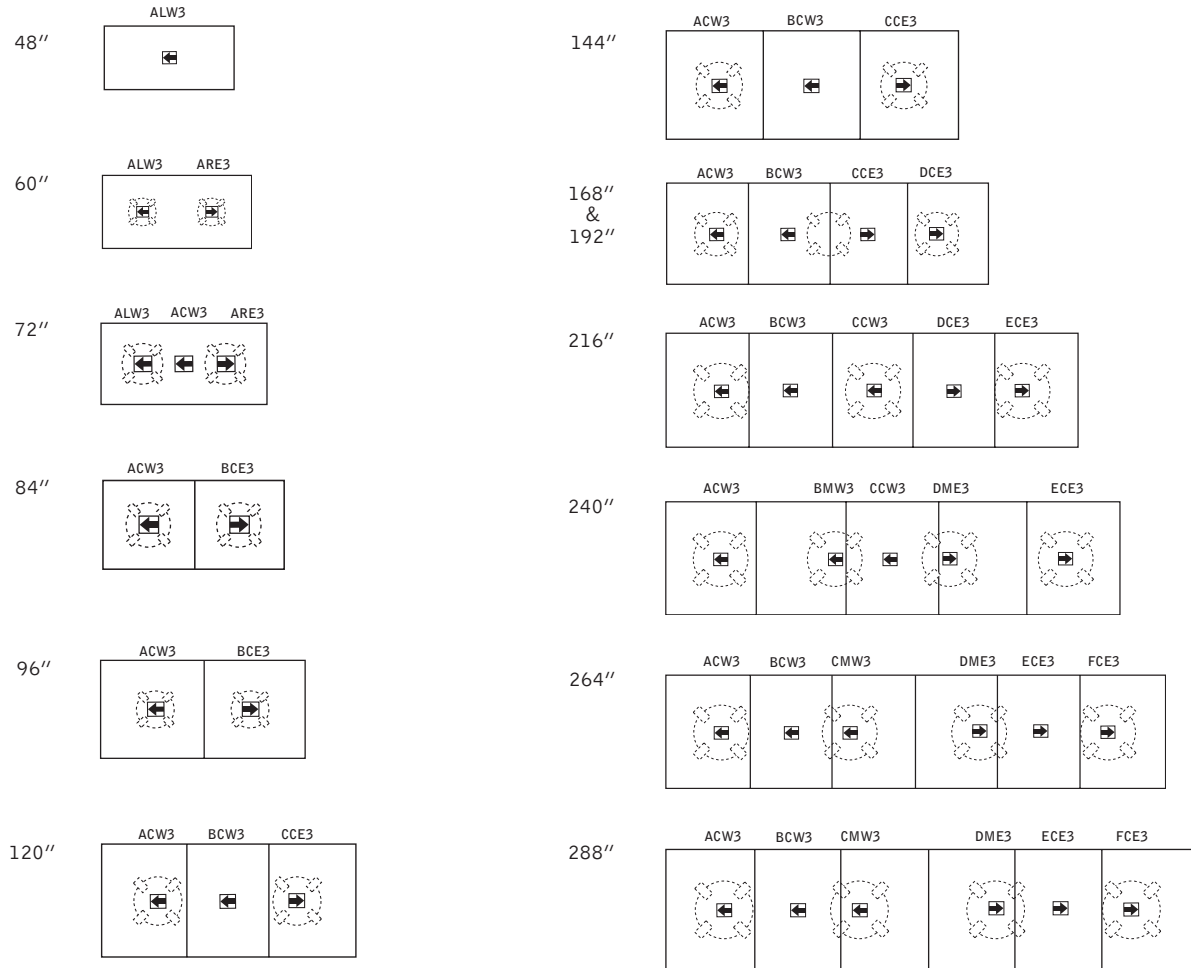 48″
ALW3
60″
ALW3 ARE3
72″
ALW3 ACW3 ARE3
84″
ACW3 BCE3
96″
ACW3 BCE3
120″
ACW3 BCW3 CCE3
144″
ACW3 BCW3 CCE3
168″
&
192″
ACW3 BCW3 CCE3 DCE3
216″
ACW3 BCW3 CCW3 DCE3 ECE3
240″
ACW3 BMW3 CCW3 DME3 ECE3
264″
ACW3 BCW3 CMW3 DME3 ECE3 FCE3
288″
ACW3 BCW3 CMW3 DME3 ECE3 FCE3